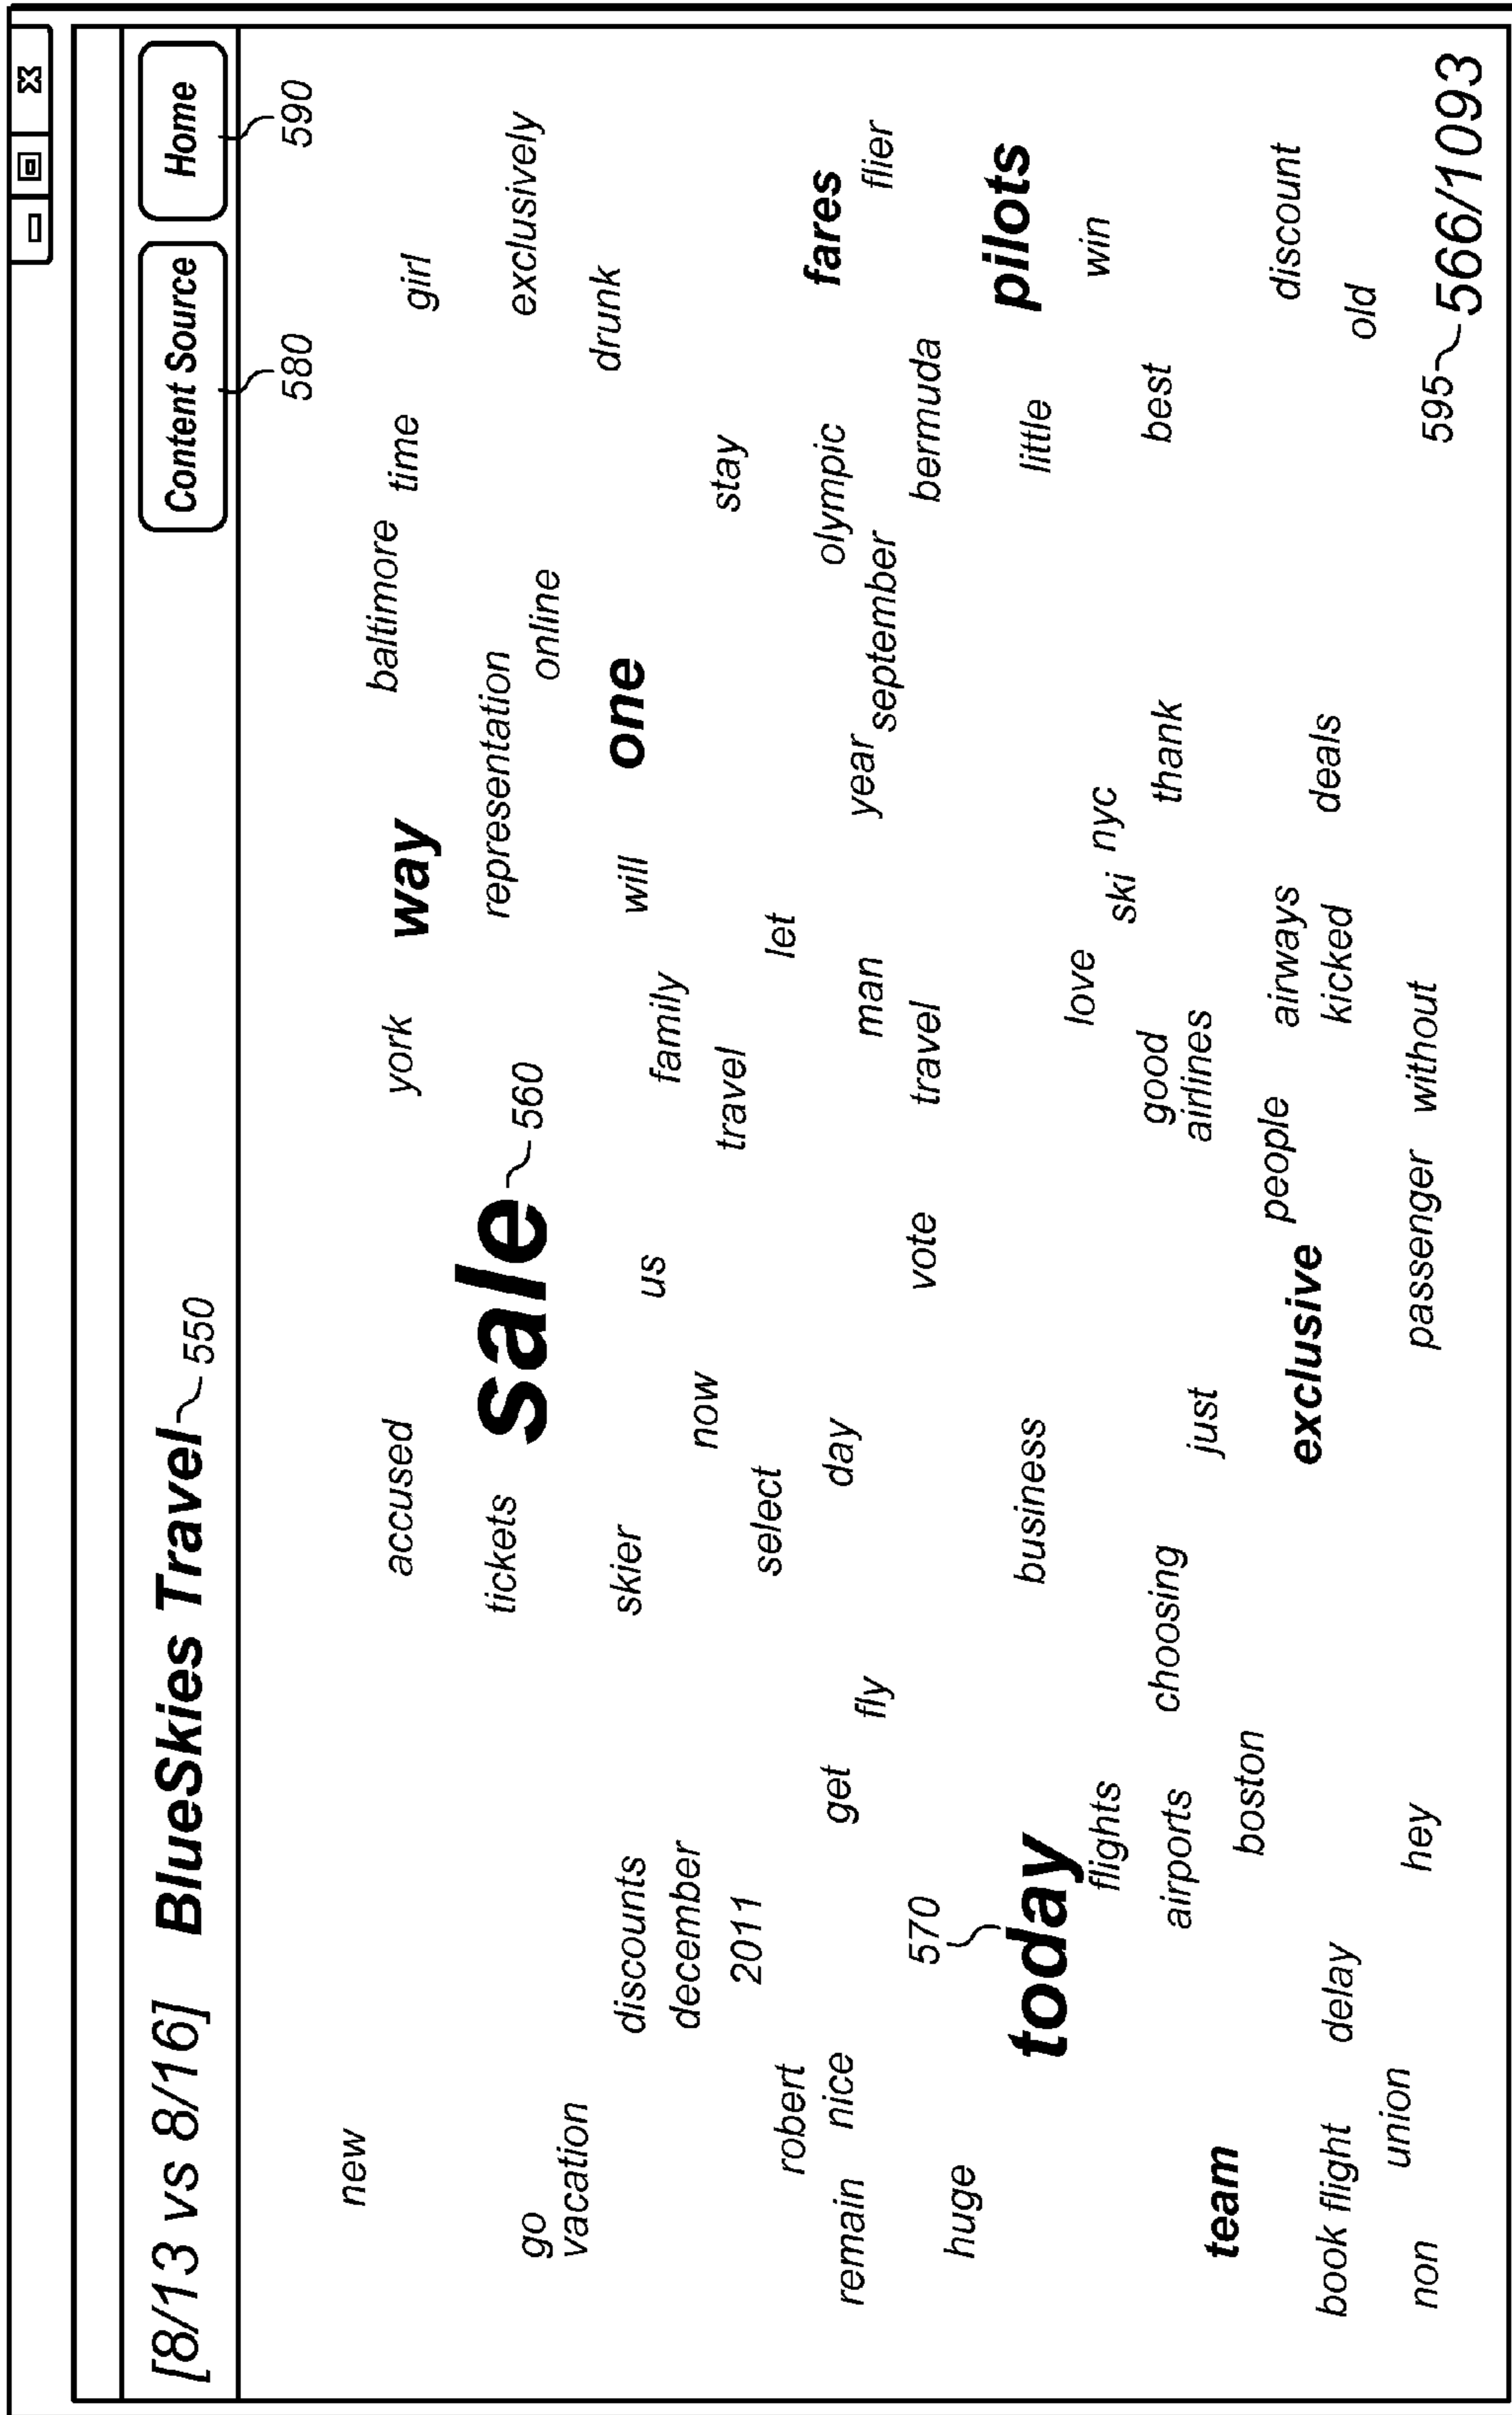 [8/13 vs 8/16] BlueSkies Travel 550 Content Source Home
580 590
new
baltimore
accused york way time girl
tickets representation exclusively
go sale 560 online
vacation
discounts skier will one drunk
december us family
now
2011 travel stay
select let
robert
nice get day olympic fares
remain fly man year september flier
570 vote travel bermuda
huge
today business little pilots
flights love nyc win
ski
airports choosing good thank best
team just airlines
boston people
exclusive airways discount
book flight delay kicked deals
old
union
non hey passenger without 595 566/1093